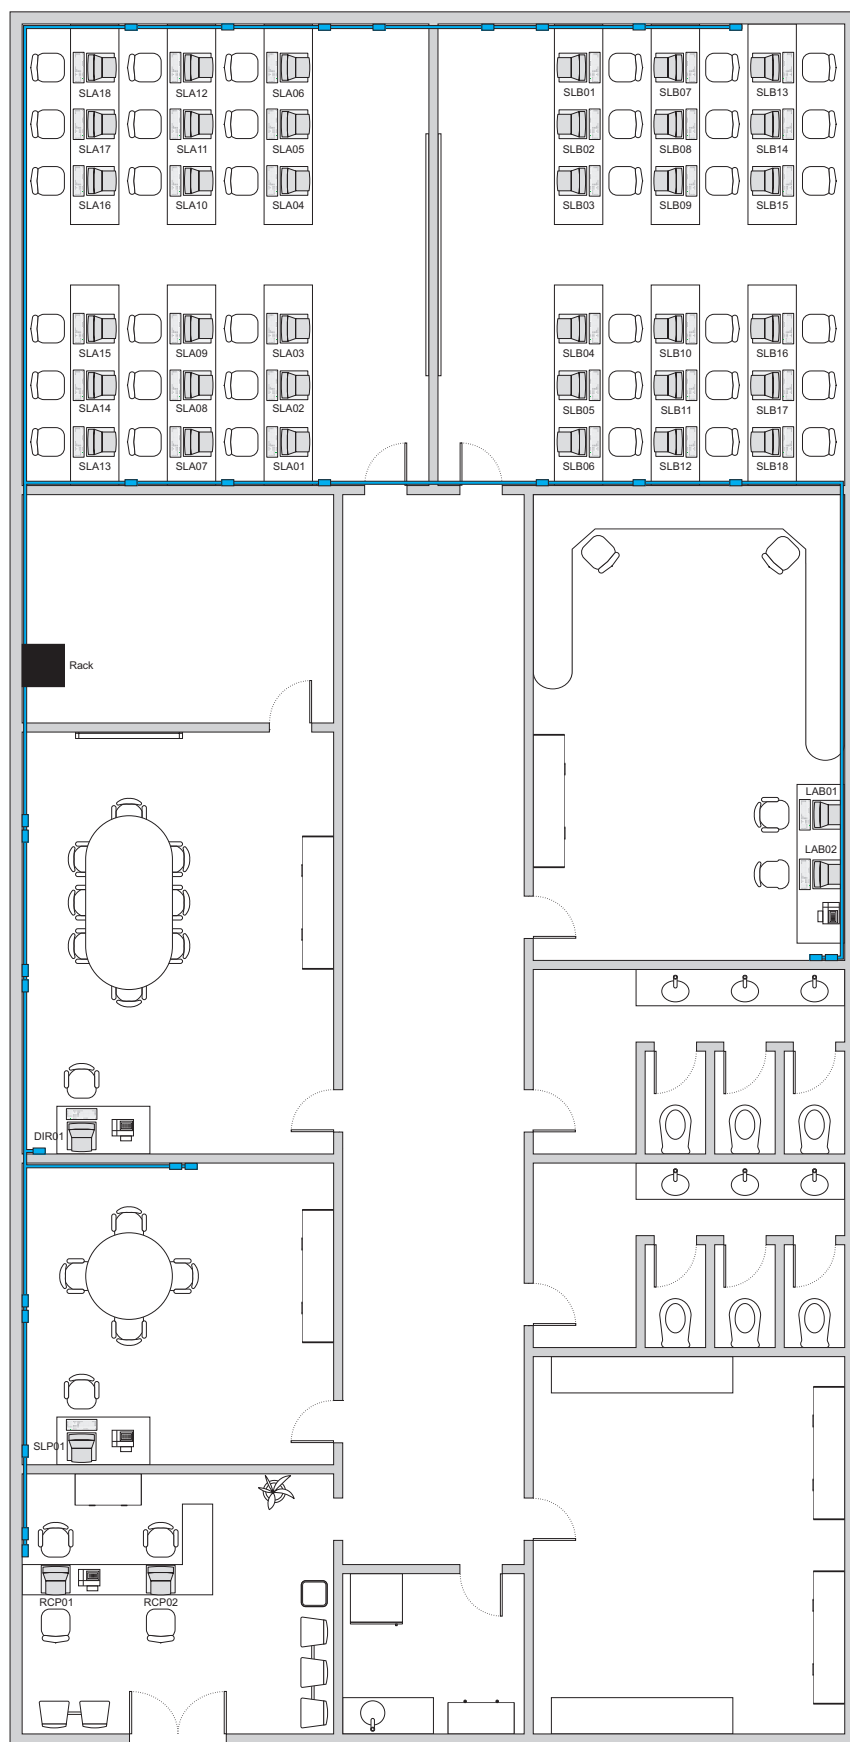 SLA18 SLA12 SLA06 SLB01 SLB07 SLB13
SLA17 SLA11 SLA05 SLB02 SLB08 SLB14
SLA16 SLA10 SLA04 SLB03 SLB09 SLB15
SLA15 SLA09 SLA03 SLB04 SLB10 SLB16
SLA14 SLA08 SLA02 SLB05 SLB11 SLB17
SLA13 SLA07 SLA01 SLB06 SLB12 SLB18
Rack
LAB01
LAB02
DIR01
SLP01
RCP01 RCP02